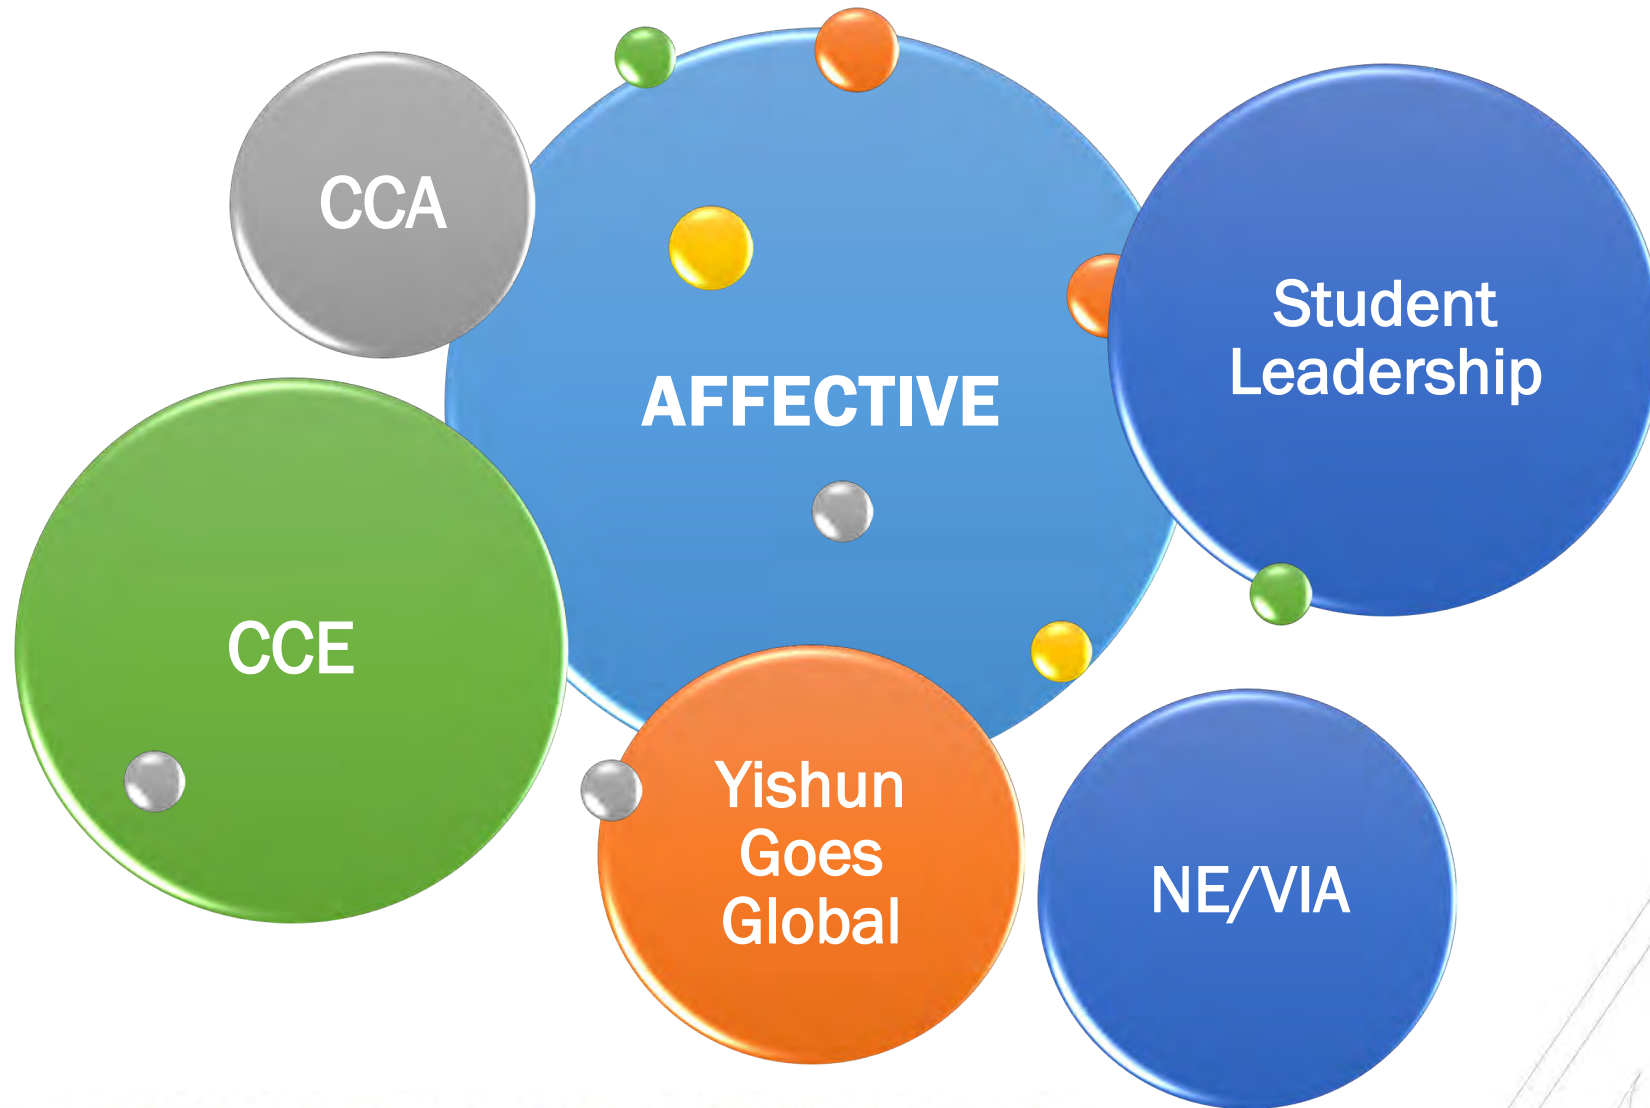 CCA
AFFECTIVE
Student
Leadership
CCE
Yishun
Goes
Global
NE/VIA